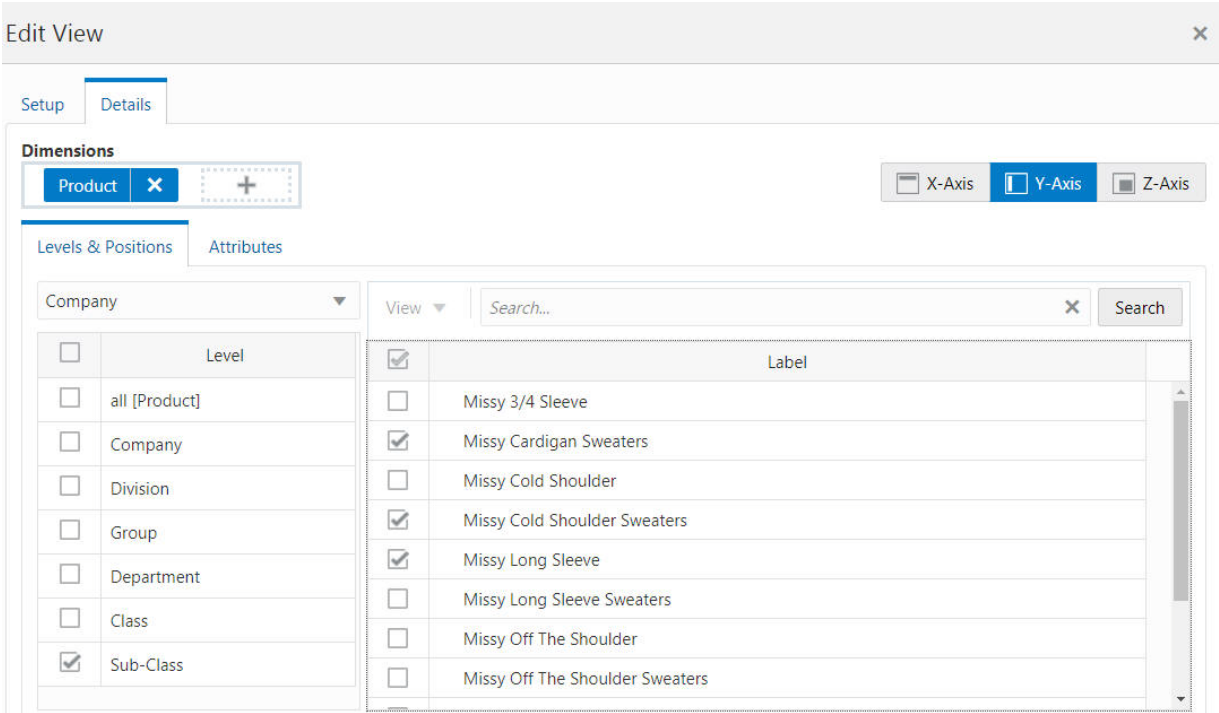 Edit View
Setup
Details
Dimensions
Product
X-Axis
Y-Axis
Z-Axis
Levels & Positions
Attributes
Company
View
Search...
Search
Level
all [Product]
Company
Division
Group
Department
Class
Sub-Class
Label
Missy 3/4 Sleeve
Missy Cardigan Sweaters
Missy Cold Shoulder
Missy Cold Shoulder Sweaters
Missy Long Sleeve
Missy Long Sleeve Sweaters
Missy Off The Shoulder
Missy Off The Shoulder Sweaters